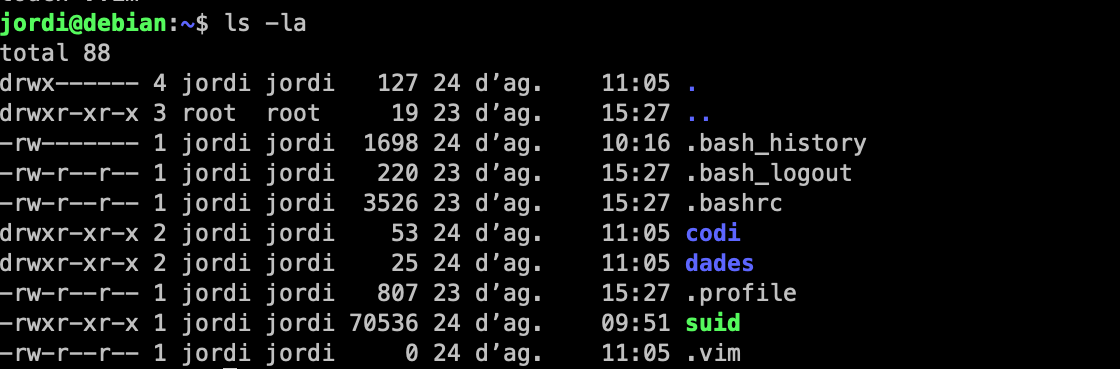 jordi@debian:~$ ls -la
total 88
drwx------ 4 jordi jordi   127 24 d’ag.    11:05 .
drwxr-xr-x 3 root  root     19 23 d’ag.    15:27 ..
-rw------- 1 jordi jordi  1698 24 d’ag.    10:16 .bash_history
-rw-r--r-- 1 jordi jordi   220 23 d’ag.    15:27 .bash_logout
-rw-r--r-- 1 jordi jordi  3526 23 d’ag.    15:27 .bashrc
drwxr-xr-x 2 jordi jordi    53 24 d’ag.    11:05 codi
drwxr-xr-x 2 jordi jordi    25 24 d’ag.    11:05 dades
-rw-r--r-- 1 jordi jordi   807 23 d’ag.    15:27 .profile
-rwxr-xr-x 1 jordi jordi 70536 24 d’ag.    09:51 suid
-rw-r--r-- 1 jordi jordi     0 24 d’ag.    11:05 .vim